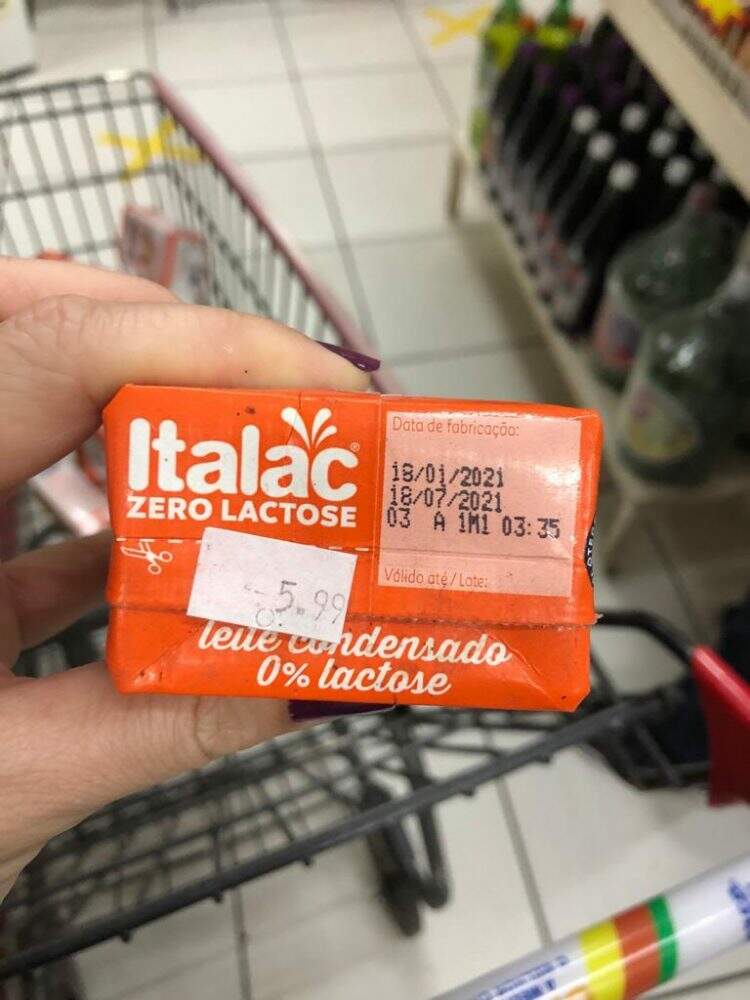 Italac®
ZERO LACTOSE
Data de fabricação:
18/01/2021
18/07/2021
03 A 1M1 03:35
Válido até / Lote:
5.99
leite condensado
0% lactose